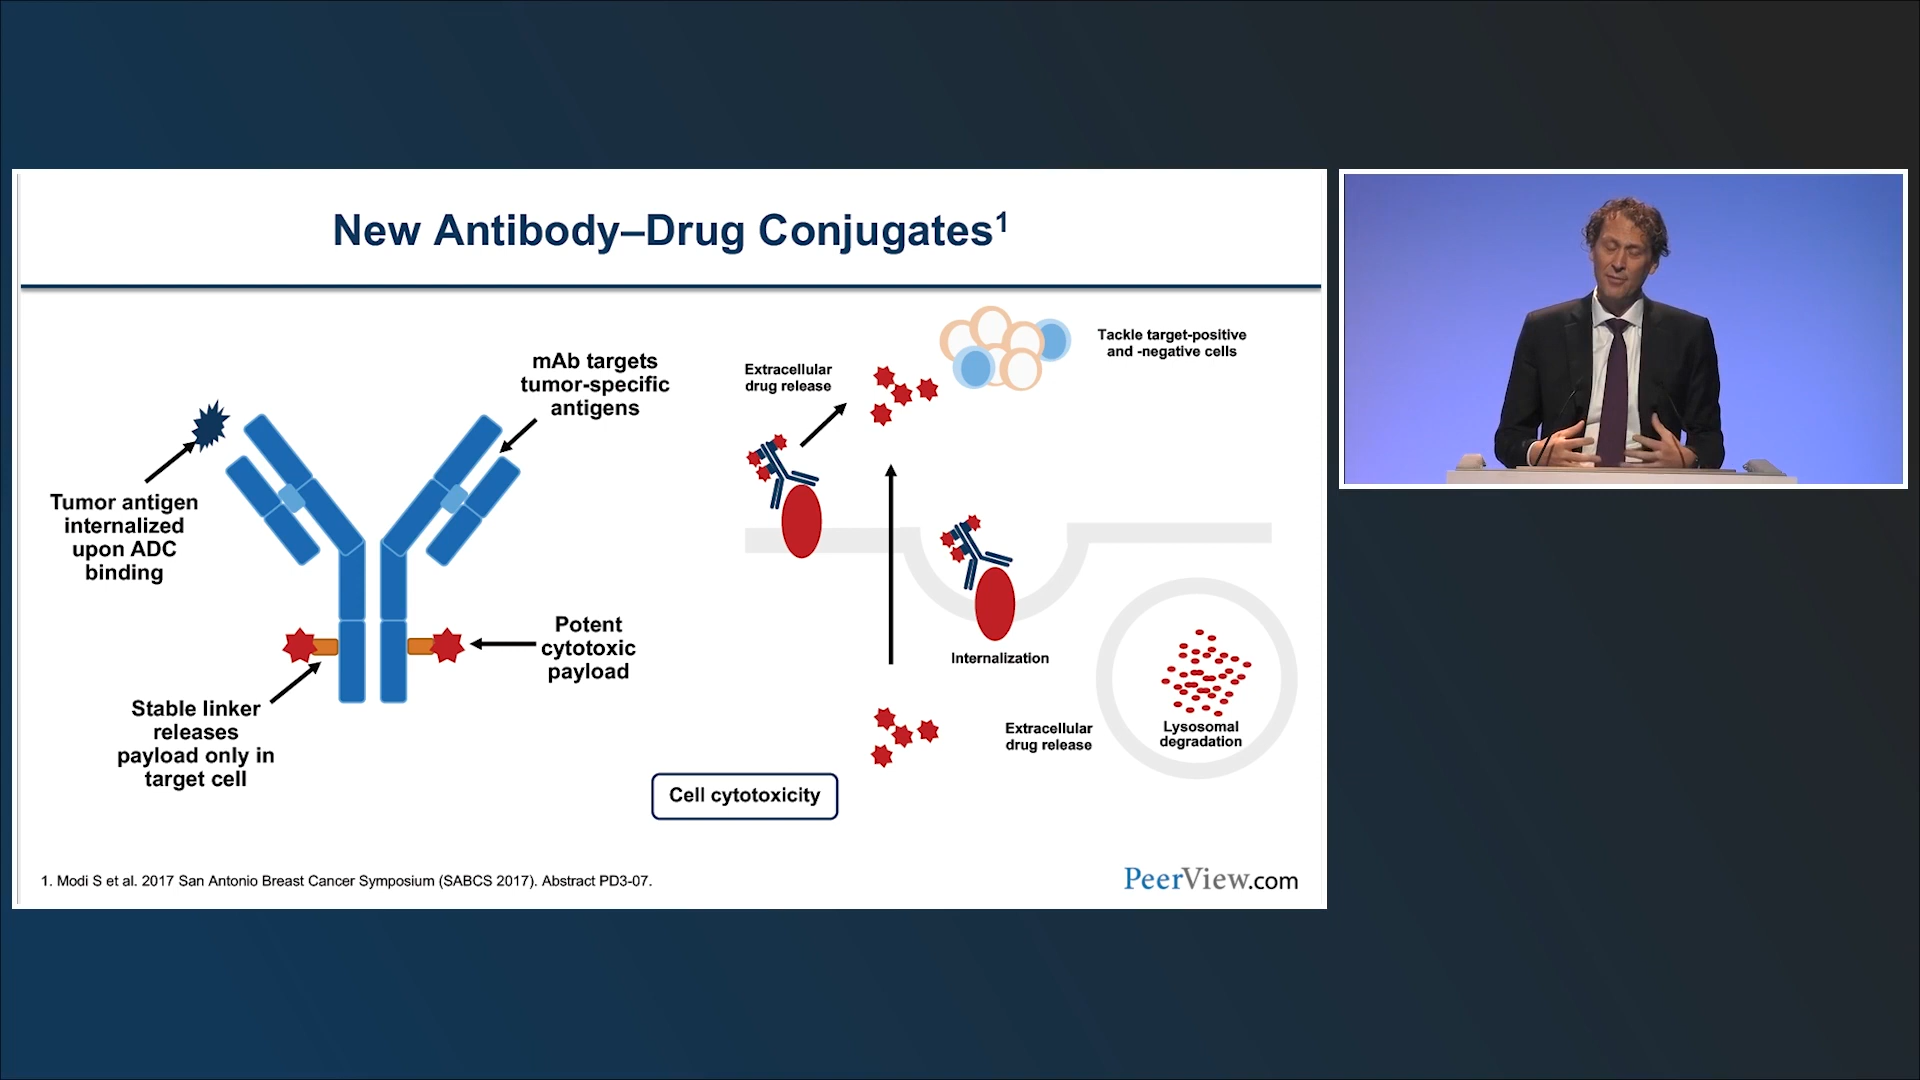 New Antibody–Drug Conjugates1
mAb targets
tumor-specific
antigens
Tumor antigen
internalized
upon ADC
binding
Potent
cytotoxic
payload
Stable linker
releases
payload only in
target cell
Extracellular
drug release
Tackle target-positive
and -negative cells
Internalization
Extracellular
drug release
Lysosomal
degradation
Cell cytotoxicity
1. Modi S et al. 2017 San Antonio Breast Cancer Symposium (SABCS 2017). Abstract PD3-07.
PeerView.com